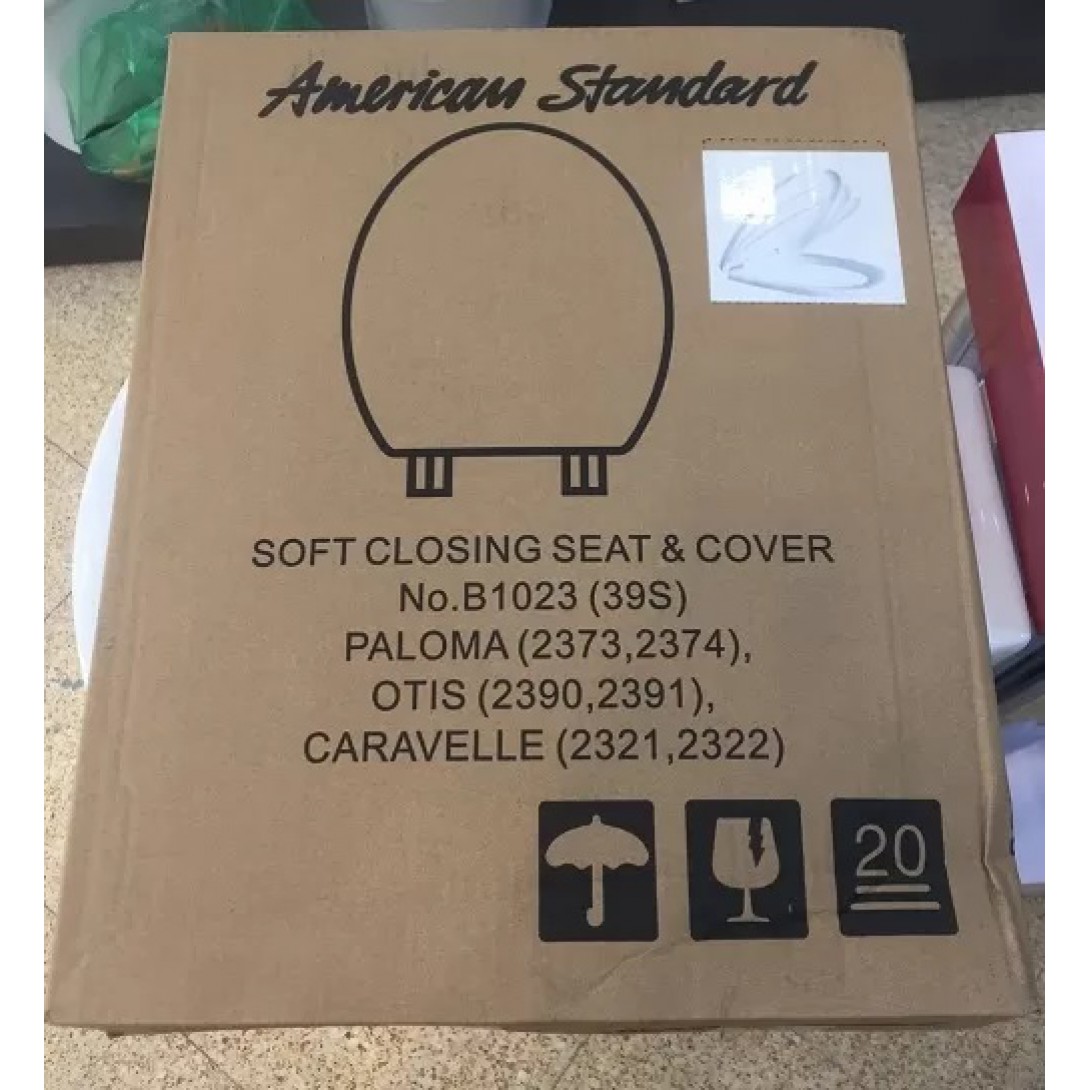 American Standard
SOFT CLOSING SEAT & COVER
No.B1023 (39S)
PALOMA (2373,2374),
OTIS (2390,2391),
CARAVELLE (2321,2322)
20